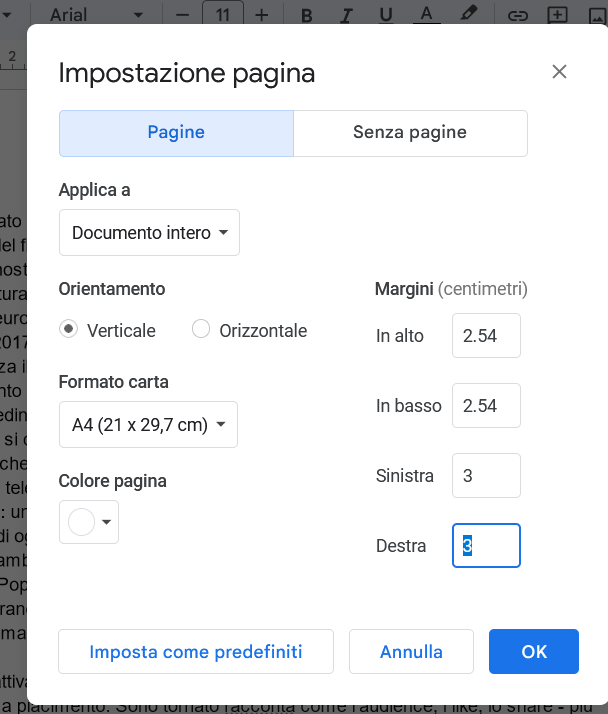 Arial
11
B I U A
2
Impostazione pagina
Pagine
Senza pagine
Applica a
Documento intero
Orientamento
Verticale
Orizzontale
Formato carta
A4 (21 x 29,7 cm)
Colore pagina
Margini (centimetri)
In alto 2.54
In basso 2.54
Sinistra 3
Destra 3
Imposta come predefiniti
Annulla
OK
a placimento. Sono tornato racconta come l'audience, i like, lo share - più